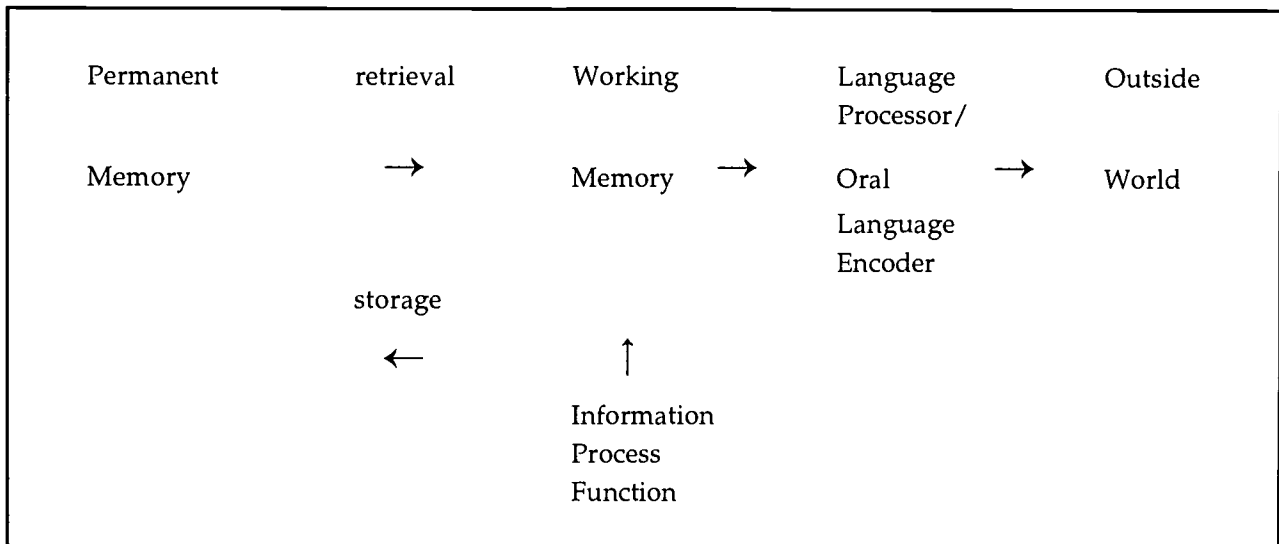 Permanent retrieval Working Language Outside
Processor/
Memory → Memory → Oral → World
Language
Encoder
storage
← ↑
Information
Process
Function